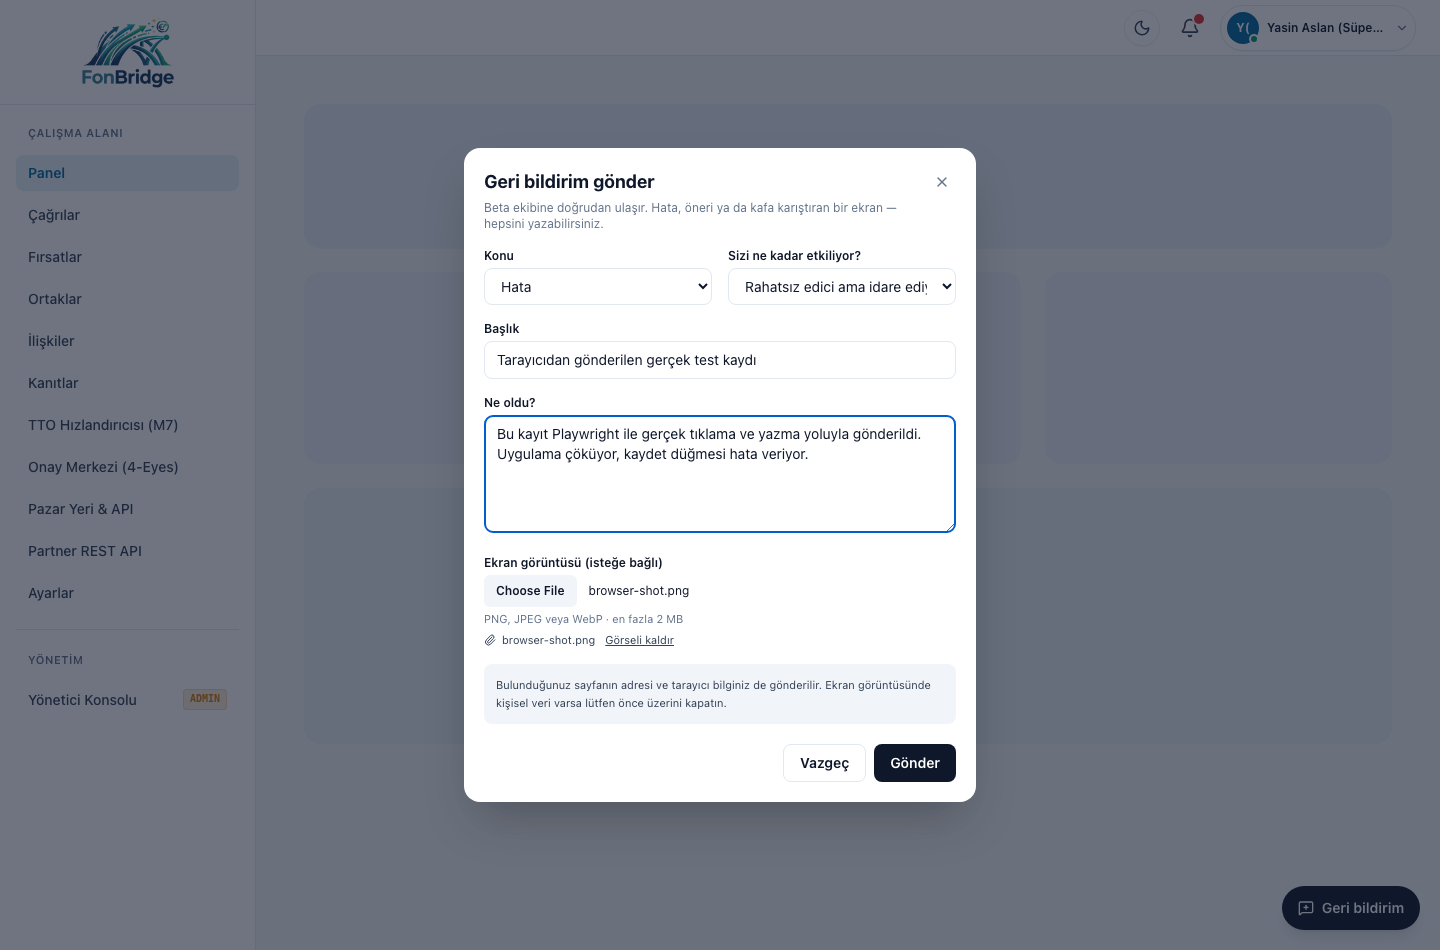 FonBridge
Y(
Yasin Aslan (Süpe...
ÇALIŞMA ALANI
Panel
Çağrılar
Fırsatlar
Ortaklar
İlişkiler
Kanıtlar
TTO Hızlandırıcısı (M7)
Onay Merkezi (4-Eyes)
Pazar Yeri & API
Partner REST API
Ayarlar
YÖNETİM
Yönetici Konsolu
ADMIN
Geri bildirim gönder
Beta ekibine doğrudan ulaşır. Hata, öneri ya da kafa karıştıran bir ekran —
hepsini yazabilirsiniz.
Konu
Hata
Sizi ne kadar etkiliyor?
Rahatsız edici ama idare ediy
Başlık
Tarayıcıdan gönderilen gerçek test kaydı
Ne oldu?
Bu kayıt Playwright ile gerçek tıklama ve yazma yoluyla gönderildi.
Uygulama çöküyor, kaydet düğmesi hata veriyor.
Ekran görüntüsü (isteğe bağlı)
Choose File browser-shot.png
PNG, JPEG veya WebP · en fazla 2 MB
browser-shot.png Görseli kaldır
Bulunduğunuz sayfanın adresi ve tarayıcı bilginiz de gönderilir. Ekran görüntüsünde
kişisel veri varsa lütfen önce üzerini kapatın.
Vazgeç
Gönder
Geri bildirim